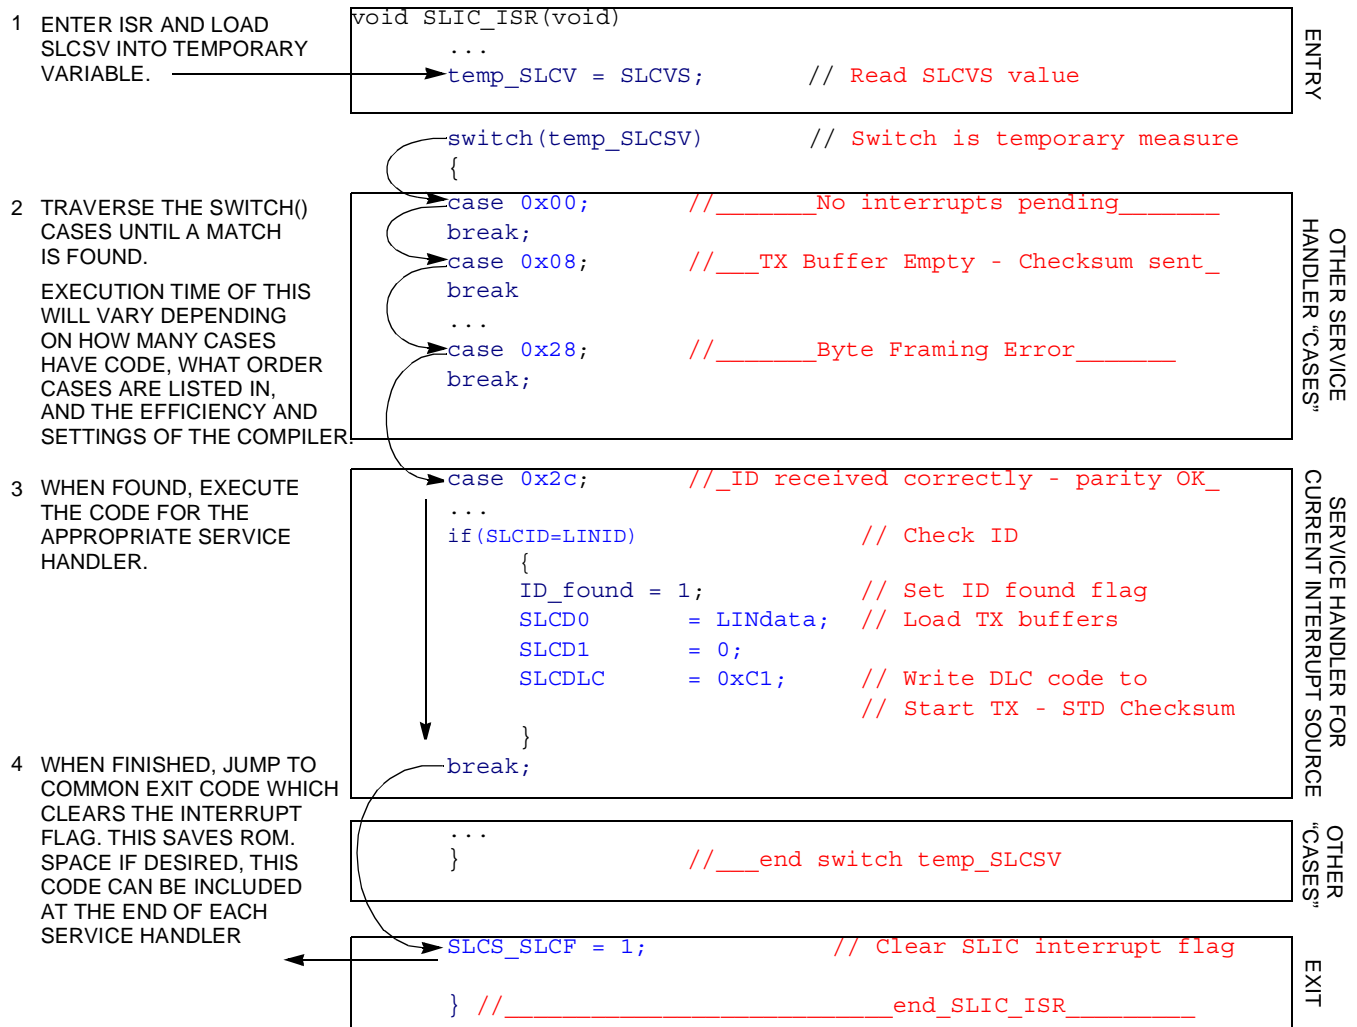 1 ENTER ISR AND LOAD
SLCSV INTO TEMPORARY
VARIABLE.
void SLIC_ISR(void)
...
temp_SLCV = SLCVS; // Read SLCVS value
ENTRY
switch(temp_SLCSV) // Switch is temporary measure
{
2 TRAVERSE THE SWITCH()
CASES UNTIL A MATCH
IS FOUND.
EXECUTION TIME OF THIS
WILL VARY DEPENDING
ON HOW MANY CASES
HAVE CODE, WHAT ORDER
CASES ARE LISTED IN,
AND THE EFFICIENCY AND
SETTINGS OF THE COMPILER.
case 0x00; //_______No interrupts pending_______
break;
case 0x08; //___TX Buffer Empty - Checksum sent_
break
...
case 0x28; //_______Byte Framing Error_______
break;
OTHER SERVICE
HANDLER “CASES”
3 WHEN FOUND, EXECUTE
THE CODE FOR THE
APPROPRIATE SERVICE
HANDLER.
case 0x2c; //_ID received correctly - parity OK_
...
if(SLCID=LINID) // Check ID
{
ID_found = 1; // Set ID found flag
SLCD0 = LINdata; // Load TX buffers
SLCD1 = 0;
SLCDLC = 0xC1; // Write DLC code to
// Start TX - STD Checksum
}
break;
SERVICE HANDLER FOR
CURRENT INTERRUPT SOURCE
4 WHEN FINISHED, JUMP TO
COMMON EXIT CODE WHICH
CLEARS THE INTERRUPT
FLAG. THIS SAVES ROM.
SPACE IF DESIRED, THIS
CODE CAN BE INCLUDED
AT THE END OF EACH
SERVICE HANDLER
...
} //___end switch temp_SLCSV
OTHER
“CASES”
SLCS_SLCF = 1; // Clear SLIC interrupt flag
} //___________________________end_SLIC_ISR_________
EXIT